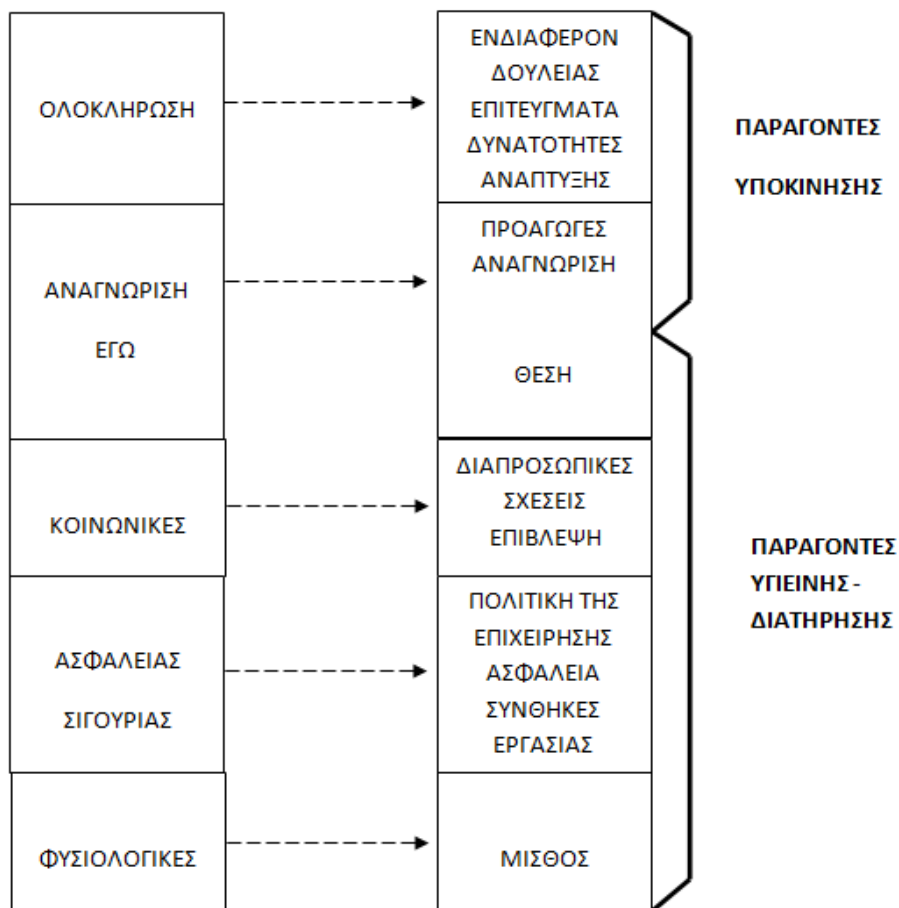 ΟΛΟΚΛΗΡΩΣΗ
ΕΝΔΙΑΦΕΡΟΝ
ΔΟΥΛΕΙΑΣ
ΕΠΙΤΕΥΓΜΑΤΑ
ΔΥΝΑΤΟΤΗΤΕΣ
ΑΝΑΠΤΥΞΗΣ
ΠΑΡΑΓΟΝΤΕΣ
ΥΠΟΚΙΝΗΣΗΣ
ΑΝΑΓΝΩΡΙΣΗ
ΕΓΩ
ΠΡΟΑΓΩΓΕΣ
ΑΝΑΓΝΩΡΙΣΗ
ΘΕΣΗ
ΚΟΙΝΩΝΙΚΕΣ
ΔΙΑΠΡΟΣΩΠΙΚΕΣ
ΣΧΕΣΕΙΣ
ΕΠΙΒΛΕΨΗ
ΠΑΡΑΓΟΝΤΕΣ
ΥΓΙΕΙΝΗΣ -
ΔΙΑΤΗΡΗΣΗΣ
ΑΣΦΑΛΕΙΑΣ
ΣΙΓΟΥΡΙΑΣ
ΠΟΛΙΤΙΚΗ ΤΗΣ
ΕΠΙΧΕΙΡΗΣΗΣ
ΑΣΦΑΛΕΙΑ
ΣΥΝΘΗΚΕΣ
ΕΡΓΑΣΙΑΣ
ΦΥΣΙΟΛΟΓΙΚΕΣ
ΜΙΣΘΟΣ